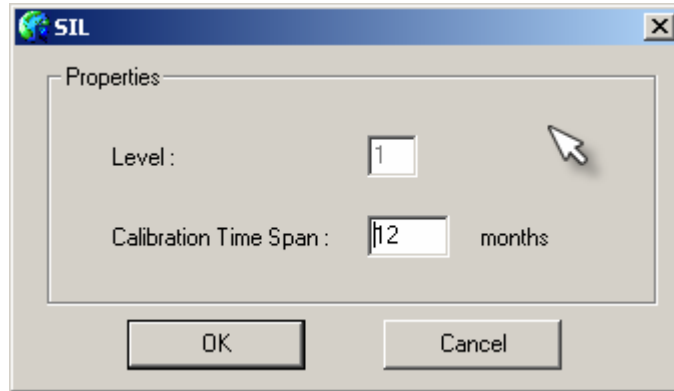 SIL
Properties
Level : 1
Calibration Time Span : 12 months
OK Cancel